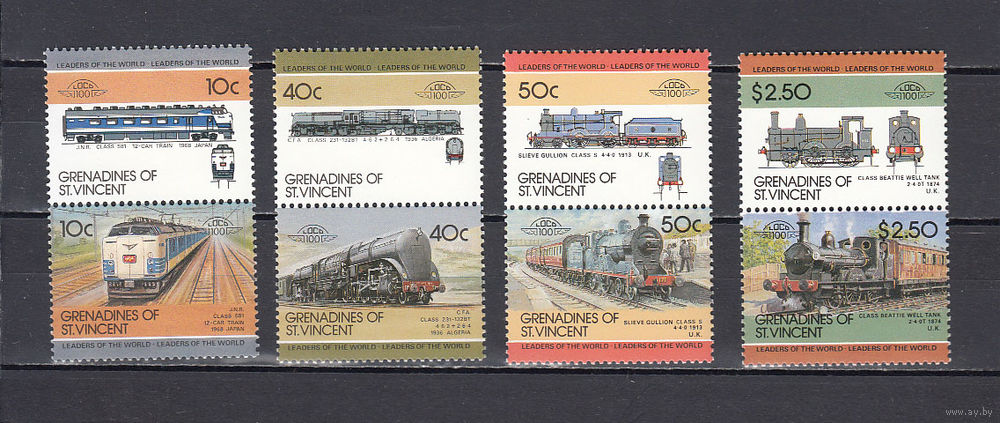 LEADERS OF THE WORLD · LEADERS OF THE WORLD
10c
LOCO
100
J.N.R. CLASS 581 12-CAR TRAIN 1968 JAPAN
GRENADINES OF
ST.VINCENT
10c
LOCO
100
J.N.R.
CLASS 581
12-CAR TRAIN
1968 JAPAN
GRENADINES OF
ST.VINCENT
LEADERS OF THE WORLD · LEADERS OF THE WORLD
LEADERS OF THE WORLD · LEADERS OF THE WORLD
40c
LOCO
100
C.F.A. CLASS 231-132BT 4·6·2+2·6·4 1936 ALGERIA
GRENADINES OF
ST.VINCENT
LOCO
100
40c
C.F.A.
CLASS 231-132BT
4·6·2+2·6·4
1936 ALGERIA
GRENADINES OF
ST.VINCENT
LEADERS OF THE WORLD · LEADERS OF THE WORLD
LEADERS OF THE WORLD · LEADERS OF THE WORLD
50c
LOCO
100
SLIEVE GULLION CLASS S 4·4·0 1913 U.K.
GRENADINES OF
ST.VINCENT
LOCO
100
50c
GRENADINES OF
ST.VINCENT
SLIEVE GULLION CLASS S
4·4·0 1913
U.K.
LEADERS OF THE WORLD · LEADERS OF THE WORLD
LEADERS OF THE WORLD · LEADERS OF THE WORLD
$2.50
LOCO
100
CLASS BEATTIE WELL TANK
2·4·0T 1874
U.K.
GRENADINES OF
ST.VINCENT
LOCO
100
$2.50
GRENADINES OF
ST.VINCENT
CLASS BEATTIE WELL TANK
2·4·0T 1874
U.K.
LEADERS OF THE WORLD · LEADERS OF THE WORLD
www.ay.by